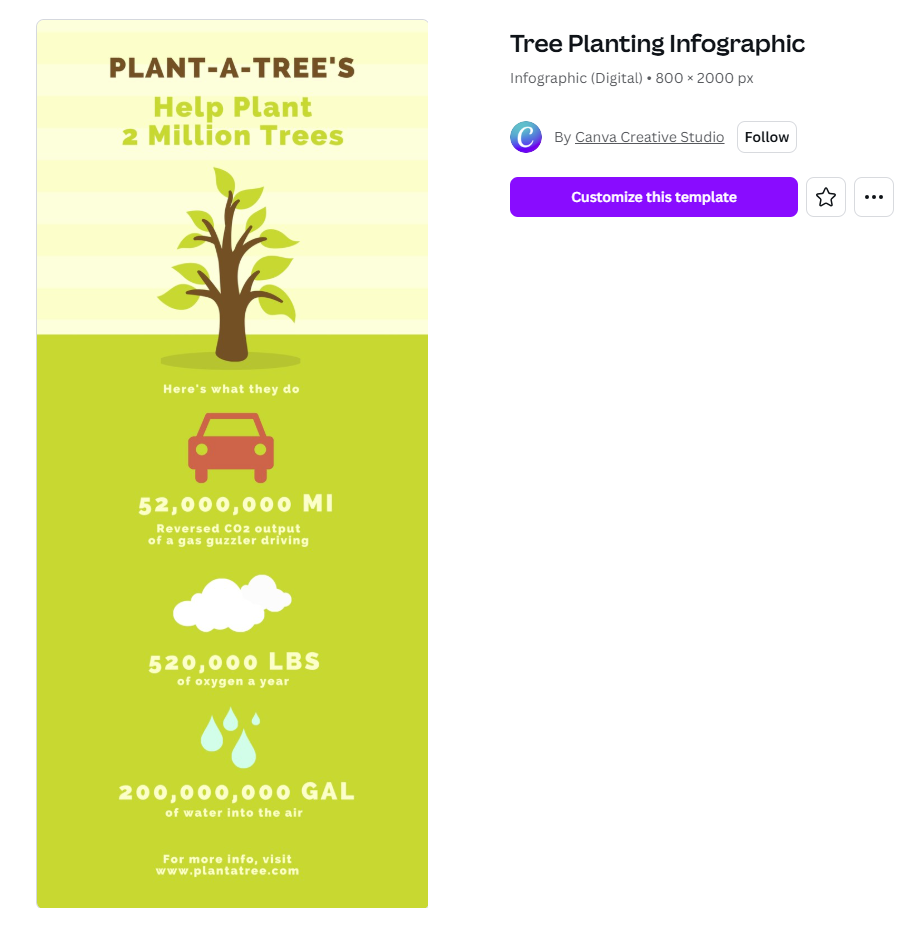 PLANT-A-TREE'S
Help Plant
2 Million Trees
Here's what they do
52,000,000 MI
Reversed CO2 output
of a gas guzzler driving
520,000 LBS
of oxygen a year
200,000,000 GAL
of water into the air
For more info, visit
www.plantatree.com
Tree Planting Infographic
Infographic (Digital) • 800 × 2000 px
C
By Canva Creative Studio
Follow
Customize this template